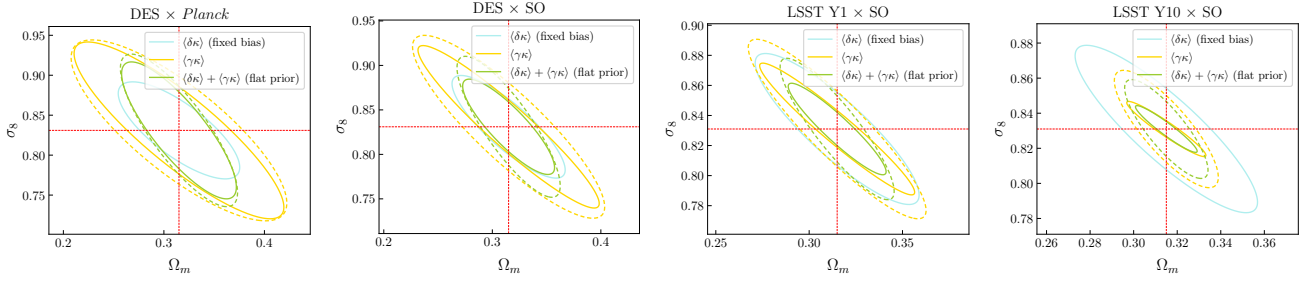 DES × Planck
⟨δκ⟩ (fixed bias)
⟨γκ⟩
⟨δκ⟩ + ⟨γκ⟩ (flat prior)
σ8
0.95
0.90
0.85
0.80
0.75
0.2
0.3
0.4
Ωm
DES × SO
⟨δκ⟩ (fixed bias)
⟨γκ⟩
⟨δκ⟩ + ⟨γκ⟩ (flat prior)
σ8
0.95
0.90
0.85
0.80
0.75
0.2
0.3
0.4
Ωm
LSST Y1 × SO
⟨δκ⟩ (fixed bias)
⟨γκ⟩
⟨δκ⟩ + ⟨γκ⟩ (flat prior)
σ8
0.90
0.88
0.86
0.84
0.82
0.80
0.78
0.25
0.30
0.35
Ωm
LSST Y10 × SO
⟨δκ⟩ (fixed bias)
⟨γκ⟩
⟨δκ⟩ + ⟨γκ⟩ (flat prior)
σ8
0.88
0.86
0.84
0.82
0.80
0.78
0.26
0.28
0.30
0.32
0.34
0.36
Ωm